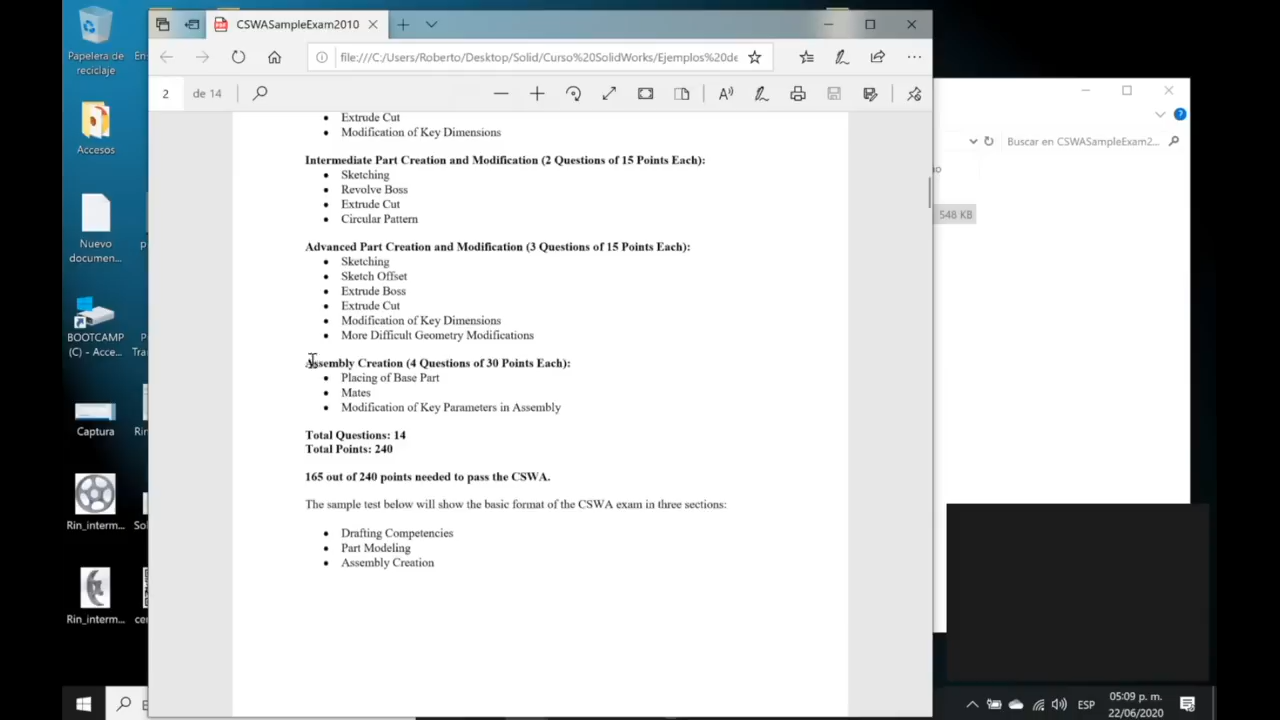 Papelera de
reciclaje
Accesos
Nuevo
documen...
BOOTCAMP
(C) - Acce...
Captura
Rin_interm...
Rin_interm...
CSWASampleExam2010
file:///C:/Users/Roberto/Desktop/Solid/Curso%20SolidWorks/Ejemplos%20de
2 de 14
• Extrude Cut
• Modification of Key Dimensions
Intermediate Part Creation and Modification (2 Questions of 15 Points Each):
• Sketching
• Revolve Boss
• Extrude Cut
• Circular Pattern
Advanced Part Creation and Modification (3 Questions of 15 Points Each):
• Sketching
• Sketch Offset
• Extrude Boss
• Extrude Cut
• Modification of Key Dimensions
• More Difficult Geometry Modifications
Assembly Creation (4 Questions of 30 Points Each):
• Placing of Base Part
• Mates
• Modification of Key Parameters in Assembly
Total Questions: 14
Total Points: 240
165 out of 240 points needed to pass the CSWA.
The sample test below will show the basic format of the CSWA exam in three sections:
• Drafting Competencies
• Part Modeling
• Assembly Creation
Buscar en CSWASampleExam2...
548 KB
ESP
05:09 p. m.
22/06/2020